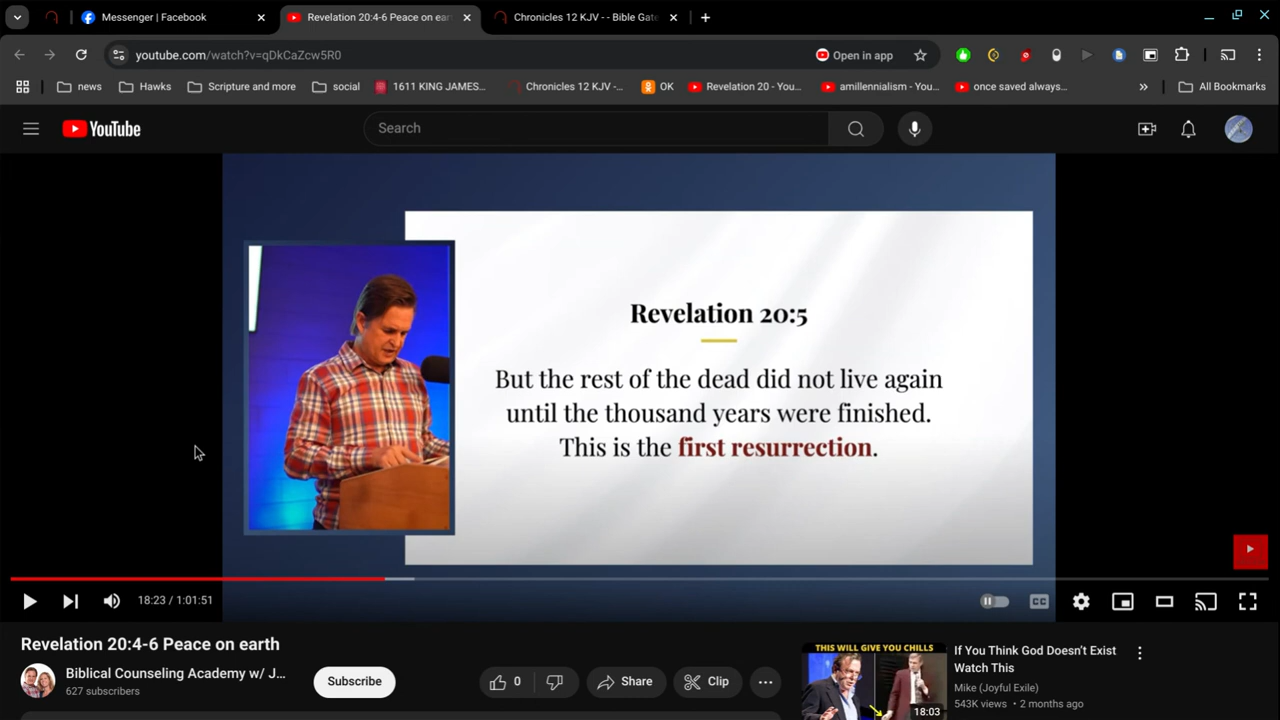 Messenger | Facebook
Revelation 20:4-6 Peace on ear
Chronicles 12 KJV - - Bible Gate
youtube.com/watch?v=qDkCaZcw5R0
Open in app
news
Hawks
Scripture and more
social
1611 KING JAMES...
Chronicles 12 KJV -...
OK
Revelation 20 - You...
amillennialism - You...
once saved always...
»
All Bookmarks
YouTube
Search
Revelation 20:5
But the rest of the dead did not live again
until the thousand years were finished.
This is the first resurrection.
18:23 / 1:01:51
CC
Revelation 20:4-6 Peace on earth
Biblical Counseling Academy w/ J...
627 subscribers
Subscribe
0
Share
Clip
...
THIS WILL GIVE YOU CHILLS
18:03
If You Think God Doesn't Exist
Watch This
Mike (Joyful Exile)
543K views • 2 months ago